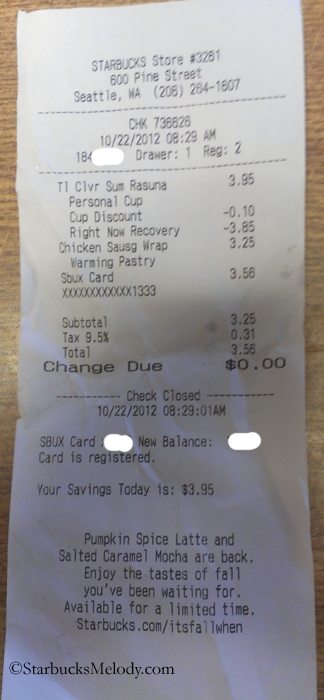 STARBUCKS Store #3261
600 Pine Street
Seattle, WA (206) 264-1607
CHK 736626
10/22/2012 08:29 AM
184 Drawer: 1 Reg: 2
Tl Clvr Sum Rasuna 3.95
Personal Cup
Cup Discount -0.10
Right Now Recovery -3.85
Chicken Sausg Wrap 3.25
Warming Pastry
Sbux Card 3.56
XXXXXXXXXXXX1333
Subtotal 3.25
Tax 9.5% 0.31
Total 3.56
Change Due $0.00
Check Closed
10/22/2012 08:29:01AM
SBUX Card New Balance:
Card is registered.
Your Savings Today is: $3.95
Pumpkin Spice Latte and
Salted Caramel Mocha are back.
Enjoy the tastes of fall
you've been waiting for.
Available for a limited time.
Starbucks.com/itsfallwhen
©StarbucksMelody.com